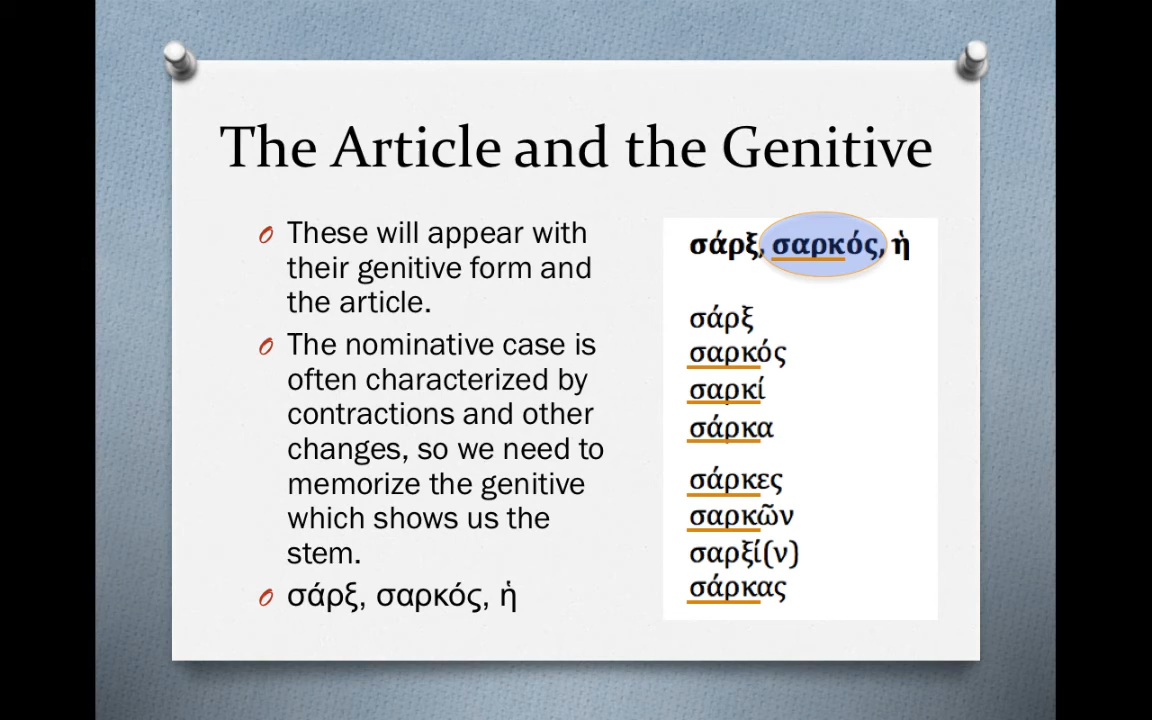 The Article and the Genitive
These will appear with
their genitive form and
the article.
The nominative case is
often characterized by
contractions and other
changes, so we need to
memorize the genitive
which shows us the
stem.
σάρξ, σαρκός, ἡ
σάρξ, σαρκός, ἡ
σάρξ
σαρκός
σαρκί
σάρκα
σάρκες
σαρκῶν
σαρξί(ν)
σάρκας